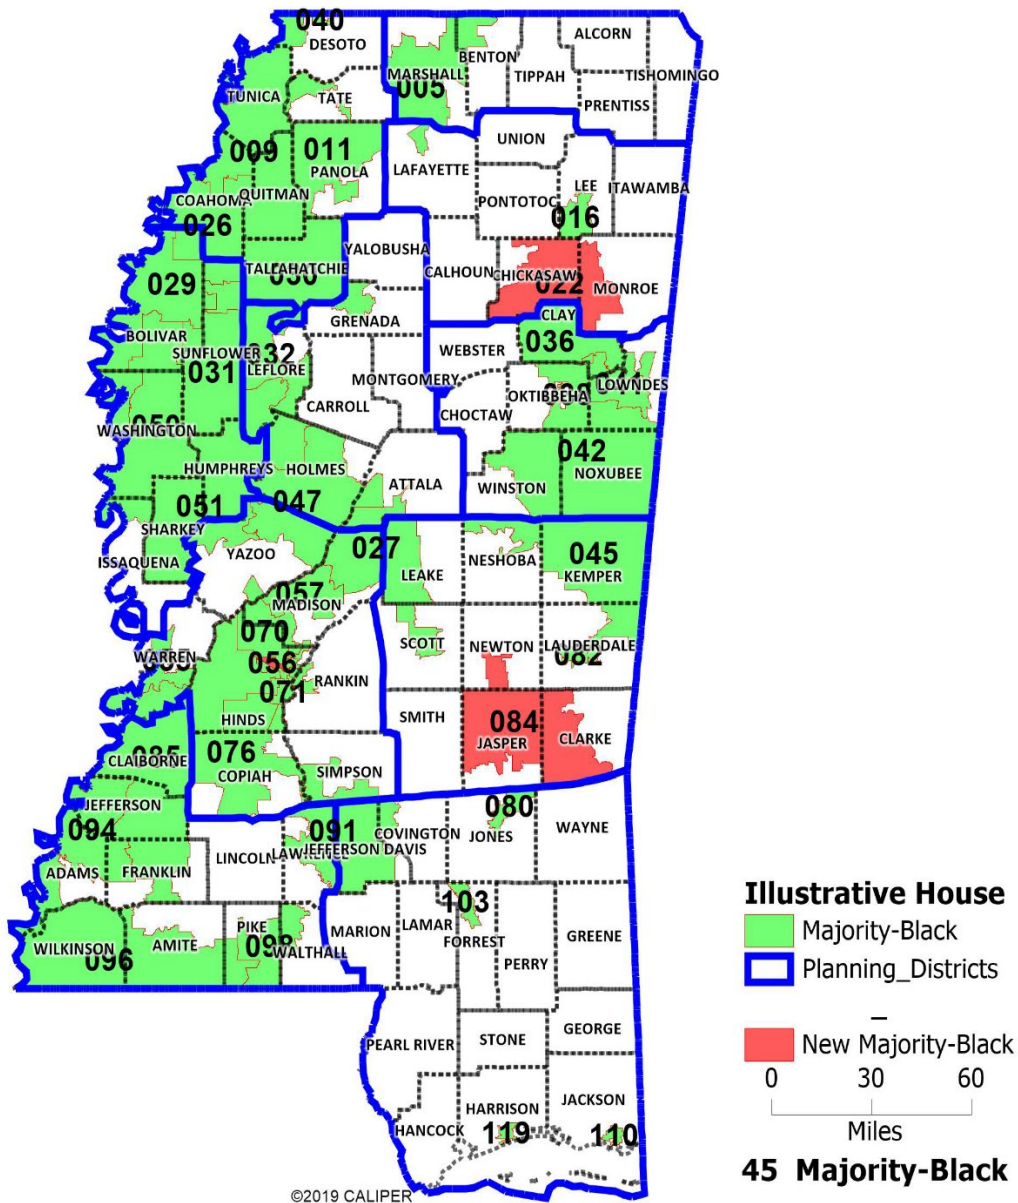 040
DESOTO
ALCORN
BENTON
MARSHALL
005
TIPPAH
TISHOMINGO
TUNICA
TATE
PRENTISS
009
011
PANOLA
UNION
LAFAYETTE
COAHOMA
QUITMAN
026
PONTOTOC
LEE
016
ITAWAMBA
YALOBUSHA
TALLAHATCHIE
029
CALHOUN
CHICKASAW
022
MONROE
CLAY
GRENADA
036
BOLIVAR
SUNFLOWER
031
032
LEFLORE
WEBSTER
MONTGOMERY
OKTIBBEHA
LOWNDES
CARROLL
CHOCTAW
WASHINGTON
042
HUMPHREYS
HOLMES
NOXUBEE
ATTALA
WINSTON
051
047
SHARKEY
YAZOO
027
NESHOBA
045
ISSAQUENA
LEAKE
KEMPER
057
MADISON
070
SCOTT
NEWTON
LAUDERDALE
082
WARREN
056
071
RANKIN
HINDS
SMITH
084
JASPER
CLARKE
085
CLAIBORNE
076
COPIAH
SIMPSON
JEFFERSON
094
091
COVINGTON
080
JONES
WAYNE
LINCOLN
LAWRENCE
JEFFERSON DAVIS
ADAMS
FRANKLIN
103
WILKINSON
096
AMITE
PIKE
098
WALTHALL
MARION
LAMAR
FORREST
PERRY
GREENE
PEARL RIVER
STONE
GEORGE
HANCOCK
HARRISON
119
JACKSON
110
Illustrative House
Majority-Black
Planning_Districts
_
New Majority-Black
0 30 60
Miles
45 Majority-Black
©2019 CALIPER